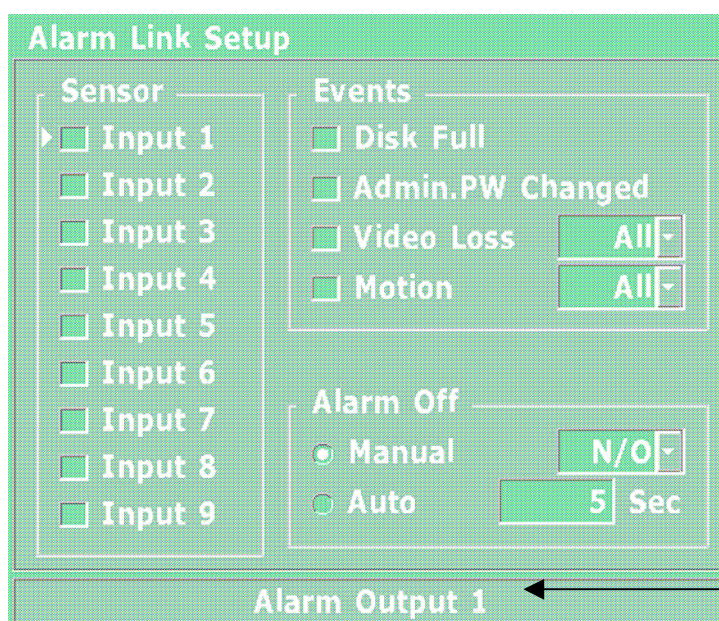 Alarm Link Setup
Sensor
Input 1
Input 2
Input 3
Input 4
Input 5
Input 6
Input 7
Input 8
Input 9
Events
Disk Full
Admin.PW Changed
Video Loss All
Motion All
Alarm Off
Manual N/O
Auto 5 Sec
Alarm Output 1